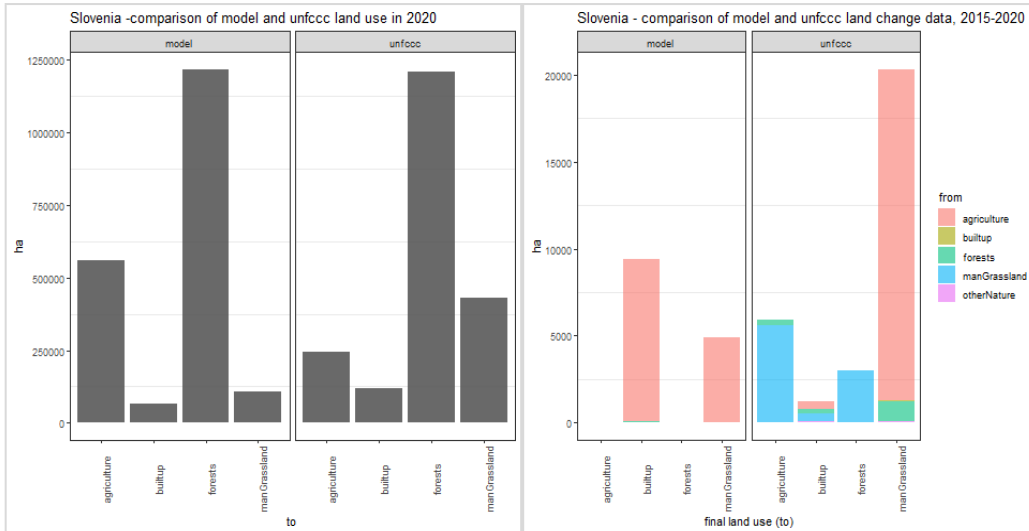 Slovenia -comparison of model and unfccc land use in 2020
model
unfccc
1250000
1000000
750000
500000
250000
0
ha
agriculture
builtup
forests
manGrassland
agriculture
builtup
forests
manGrassland
to
Slovenia - comparison of model and unfccc land change data, 2015-2020
model
unfccc
20000
15000
10000
5000
0
ha
agriculture
builtup
forests
manGrassland
agriculture
builtup
forests
manGrassland
final land use (to)
from
agriculture
builtup
forests
manGrassland
otherNature